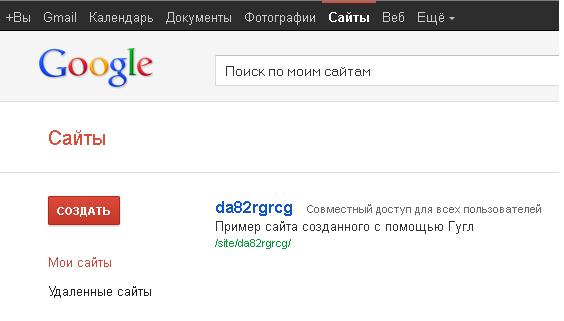 +Вы Gmail Календарь Документы Фотографии Сайты Веб Ещё
Google
Поиск по моим сайтам
Сайты
СОЗДАТЬ
da82rgrcg Совместный доступ для всех пользователей
Пример сайта созданного с помощью Гугл
/site/da82rgrcg/
Мои сайты
Удаленные сайты